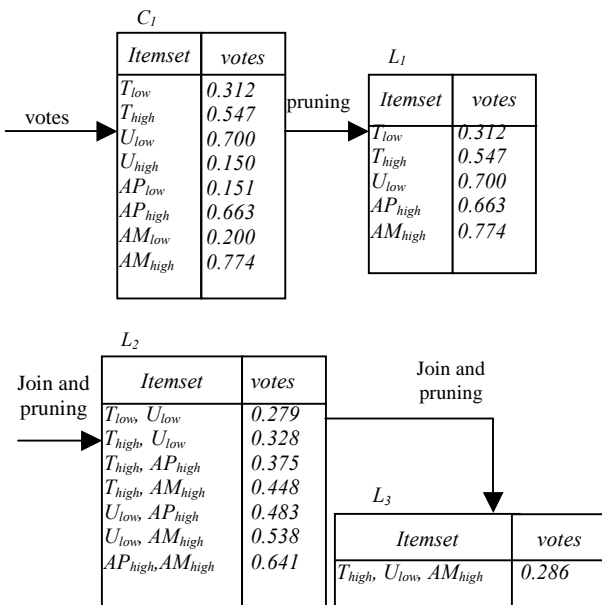 C1
Itemset votes
Tlow 0.312
Thigh 0.547
Ulow 0.700
Uhigh 0.150
APlow 0.151
APhigh 0.663
AMlow 0.200
AMhigh 0.774
votes
pruning
L1
Itemset votes
Tlow 0.312
Thigh 0.547
Ulow 0.700
APhigh 0.663
AMhigh 0.774
Join and
pruning
L2
Itemset votes
Tlow, Ulow 0.279
Thigh, Ulow 0.328
Thigh, APhigh 0.375
Thigh, AMhigh 0.448
Ulow, APhigh 0.483
Ulow, AMhigh 0.538
APhigh,AMhigh 0.641
Join and
pruning
L3
Itemset votes
Thigh, Ulow, AMhigh 0.286